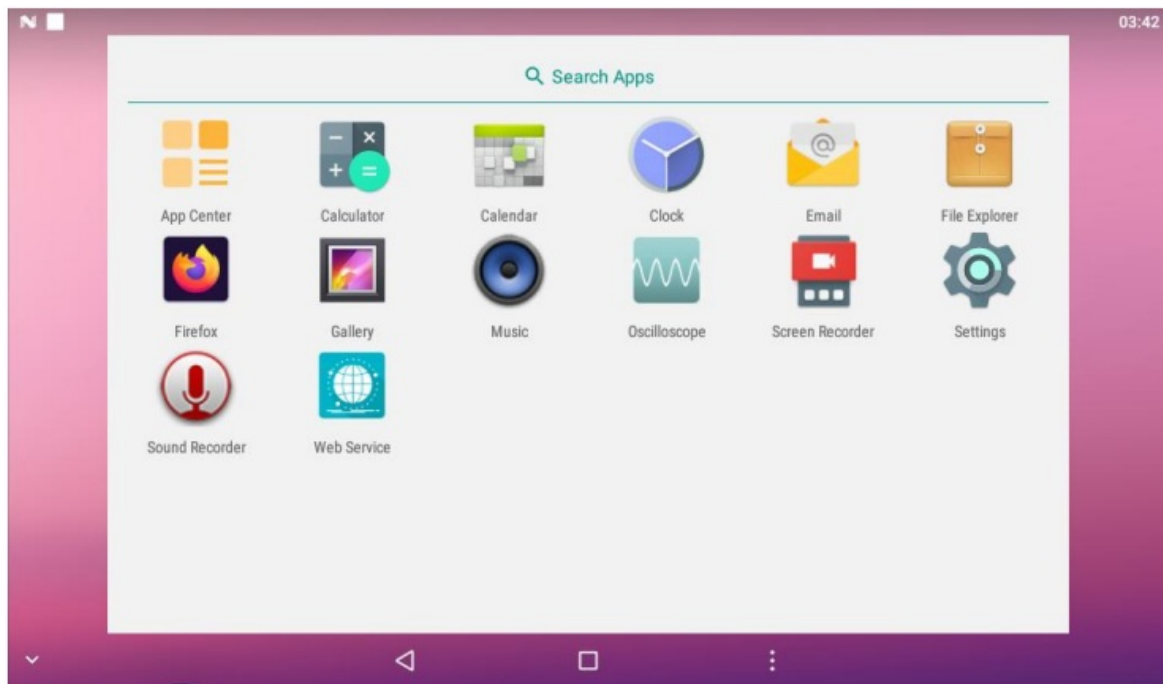 N 03:42
Search Apps
App Center Calculator Calendar Clock Email File Explorer
Firefox Gallery Music Oscilloscope Screen Recorder Settings
Sound Recorder Web Service